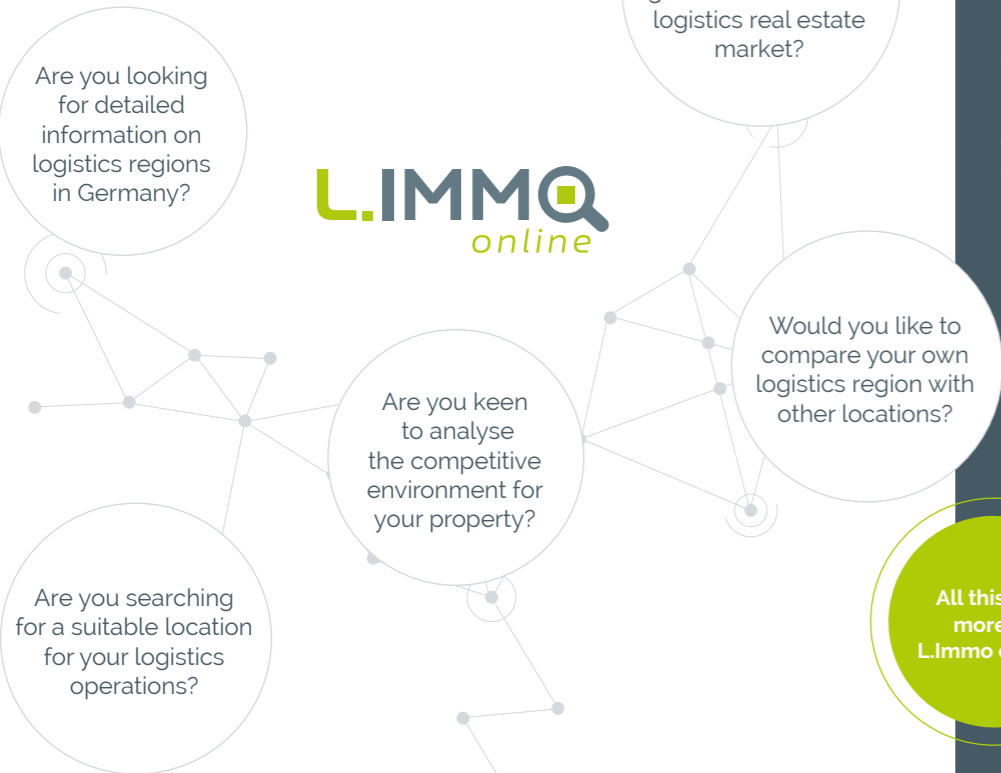 logistics real estate
market?
Are you looking
for detailed
information on
logistics regions
in Germany?
L.IMMO
online
Would you like to
compare your own
logistics region with
other locations?
Are you keen
to analyse
the competitive
environment for
your property?
Are you searching
for a suitable location
for your logistics
operations?
All this
more
L.Immo